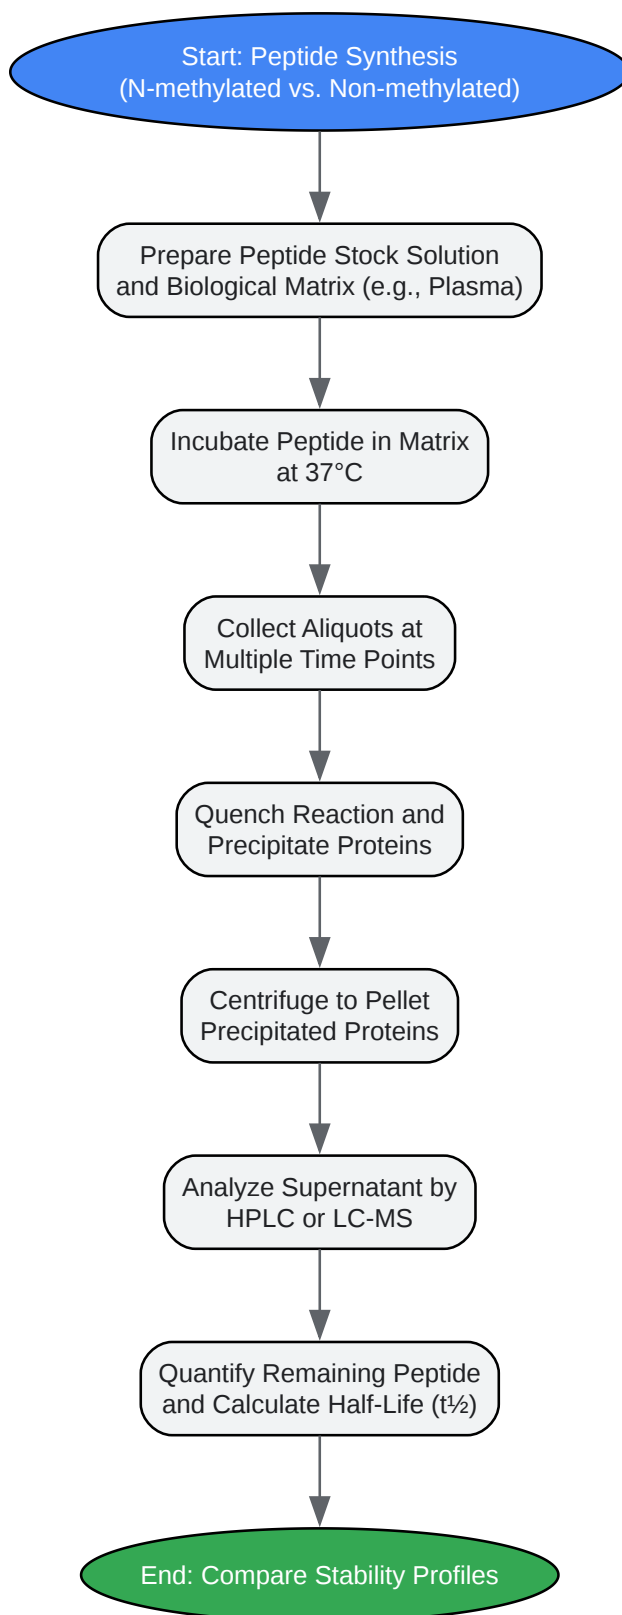 Start: Peptide Synthesis
(N-methylated vs. Non-methylated)
Prepare Peptide Stock Solution
and Biological Matrix (e.g., Plasma)
Incubate Peptide in Matrix
at 37°C
Collect Aliquots at
Multiple Time Points
Quench Reaction and
Precipitate Proteins
Centrifuge to Pellet
Precipitated Proteins
Analyze Supernatant by
HPLC or LC-MS
Quantify Remaining Peptide
and Calculate Half-Life (t½)
End: Compare Stability Profiles